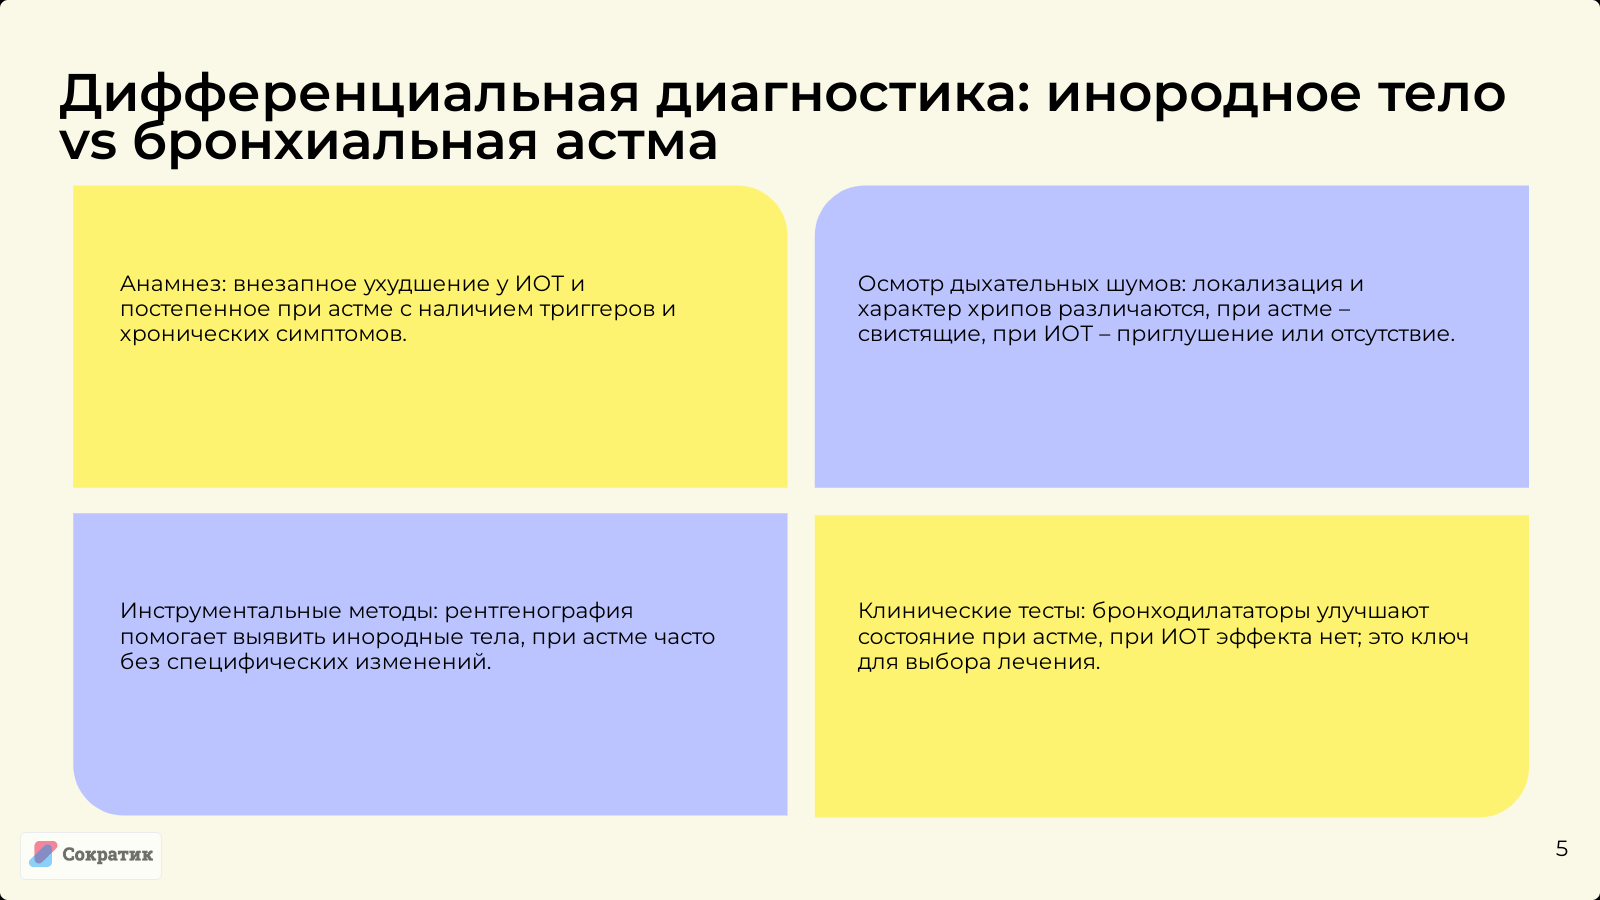 Дифференциальная диагностика: инородное тело
vs бронхиальная астма
Анамнез: внезапное ухудшение у ИОТ и
постепенное при астме с наличием триггеров и
хронических симптомов.
Осмотр дыхательных шумов: локализация и
характер хрипов различаются, при астме –
свистящие, при ИОТ – приглушение или отсутствие.
Инструментальные методы: рентгенография
помогает выявить инородные тела, при астме часто
без специфических изменений.
Клинические тесты: бронходилататоры улучшают
состояние при астме, при ИОТ эффекта нет; это ключ
для выбора лечения.
Сократик
5